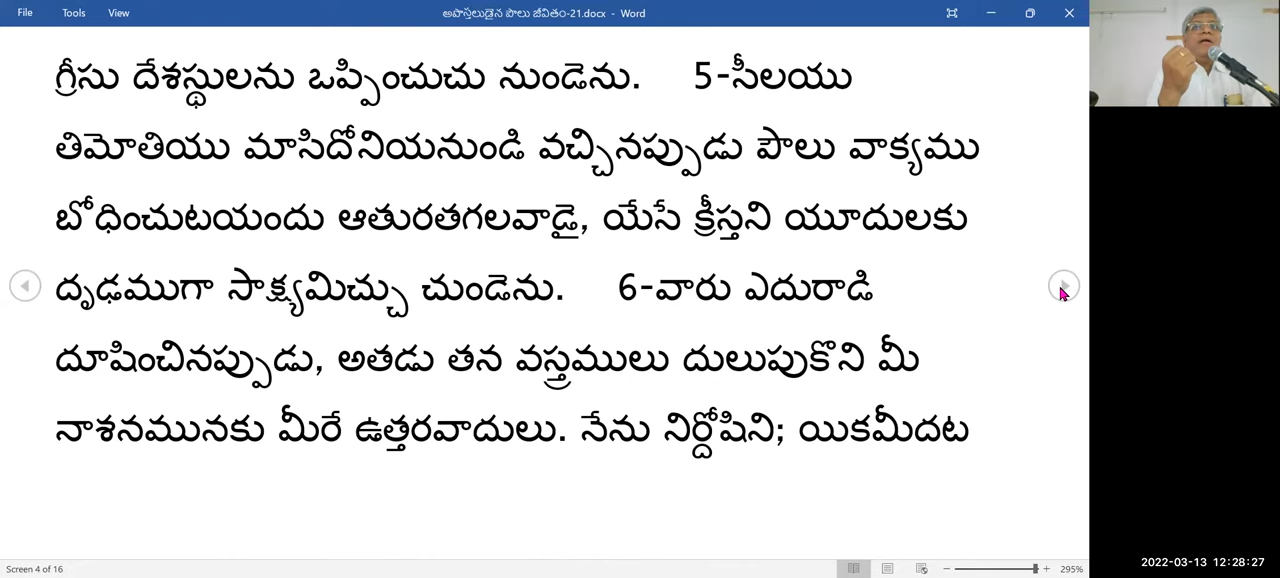 File Tools View అపొస్తలుడైన పౌలు జీవితం-21.docx - Word
గ్రీసు దేశస్థులను ఒప్పించుచు నుండెను. 5-సీలయు
తిమోతియు మాసిదోనియనుండి వచ్చినప్పుడు పౌలు వాక్యము
బోధించుటయందు ఆతురతగలవాడై, యేసే క్రీస్తని యూదులకు
దృఢముగా సాక్ష్యమిచ్చు చుండెను. 6-వారు ఎదురాడి
దూషించినప్పుడు, అతడు తన వస్త్రములు దులుపుకొని మీ
నాశనమునకు మీరే ఉత్తరవాదులు. నేను నిర్దోషిని; యికమీదట
Screen 4 of 16 295%
2022-03-13 12:28:27